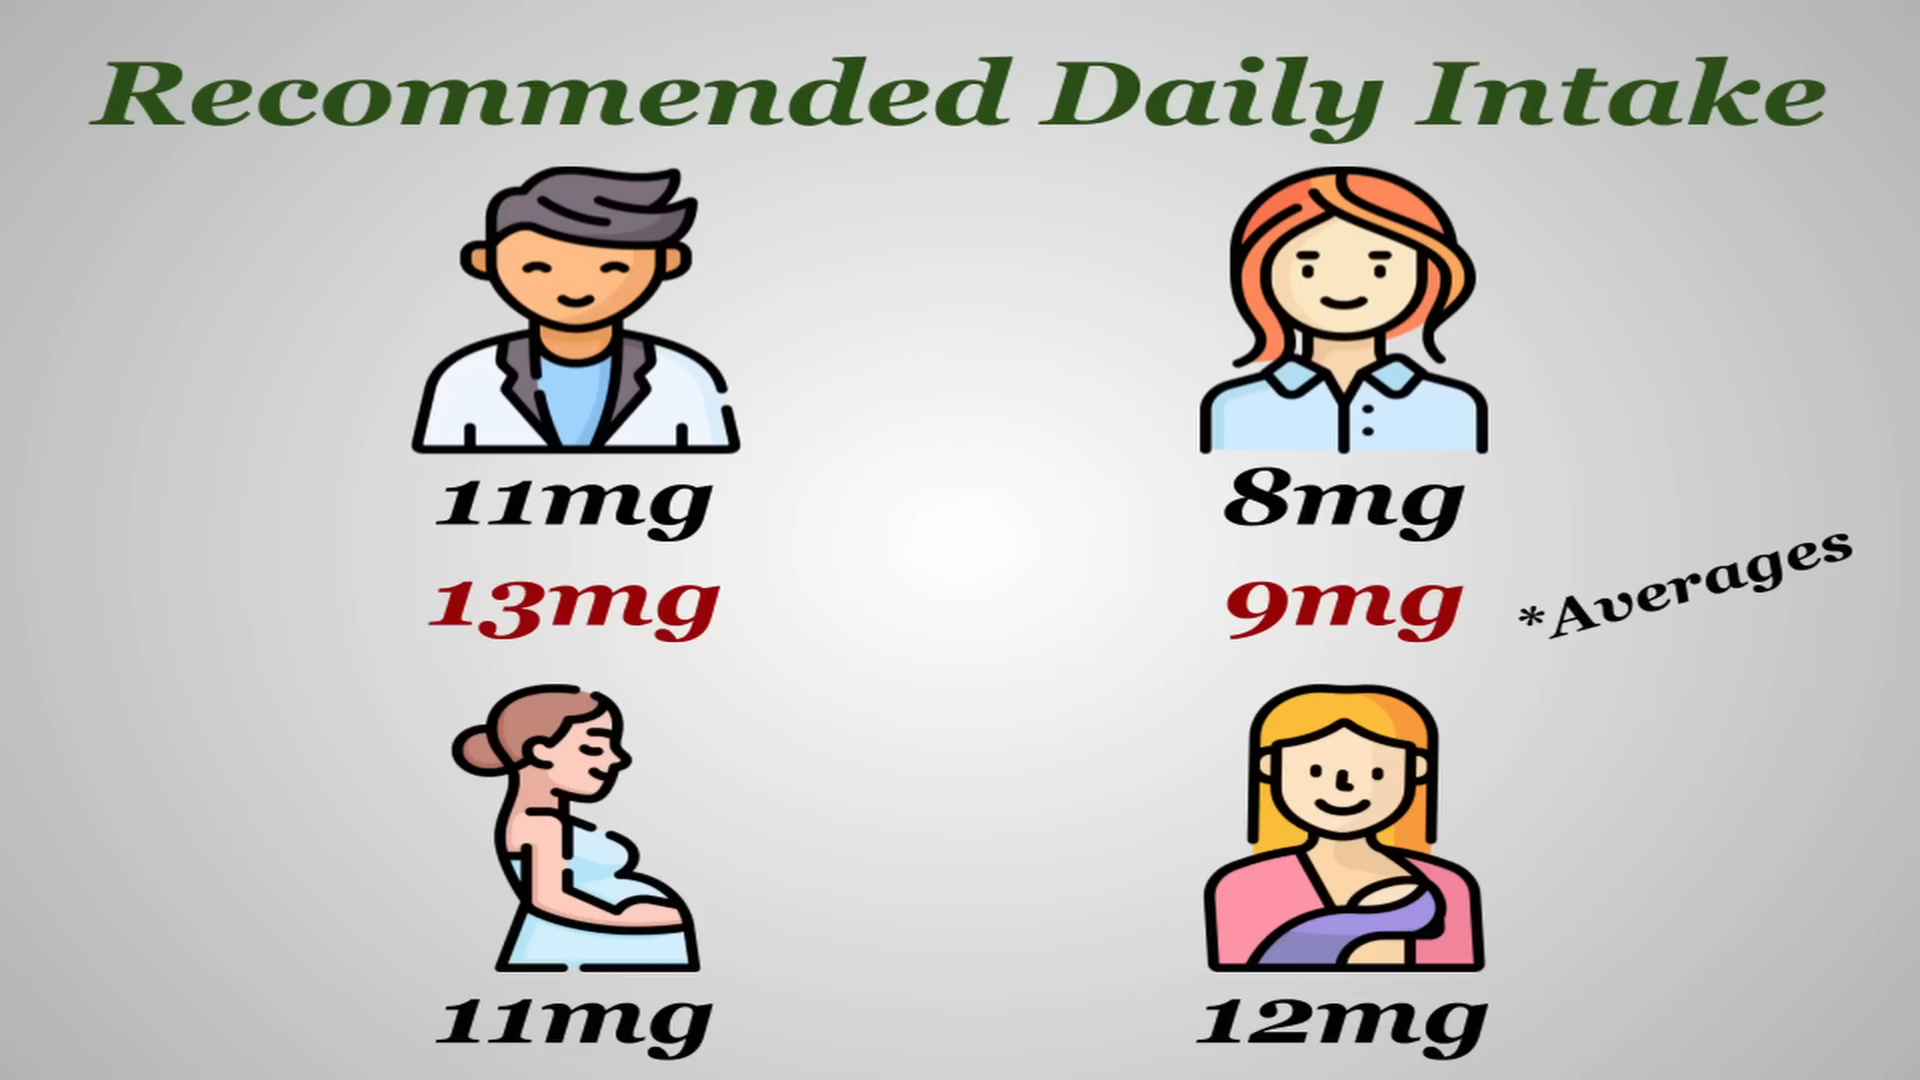 Recommended Daily Intake
11mg
8mg
13mg
9mg
*Averages
11mg
12mg